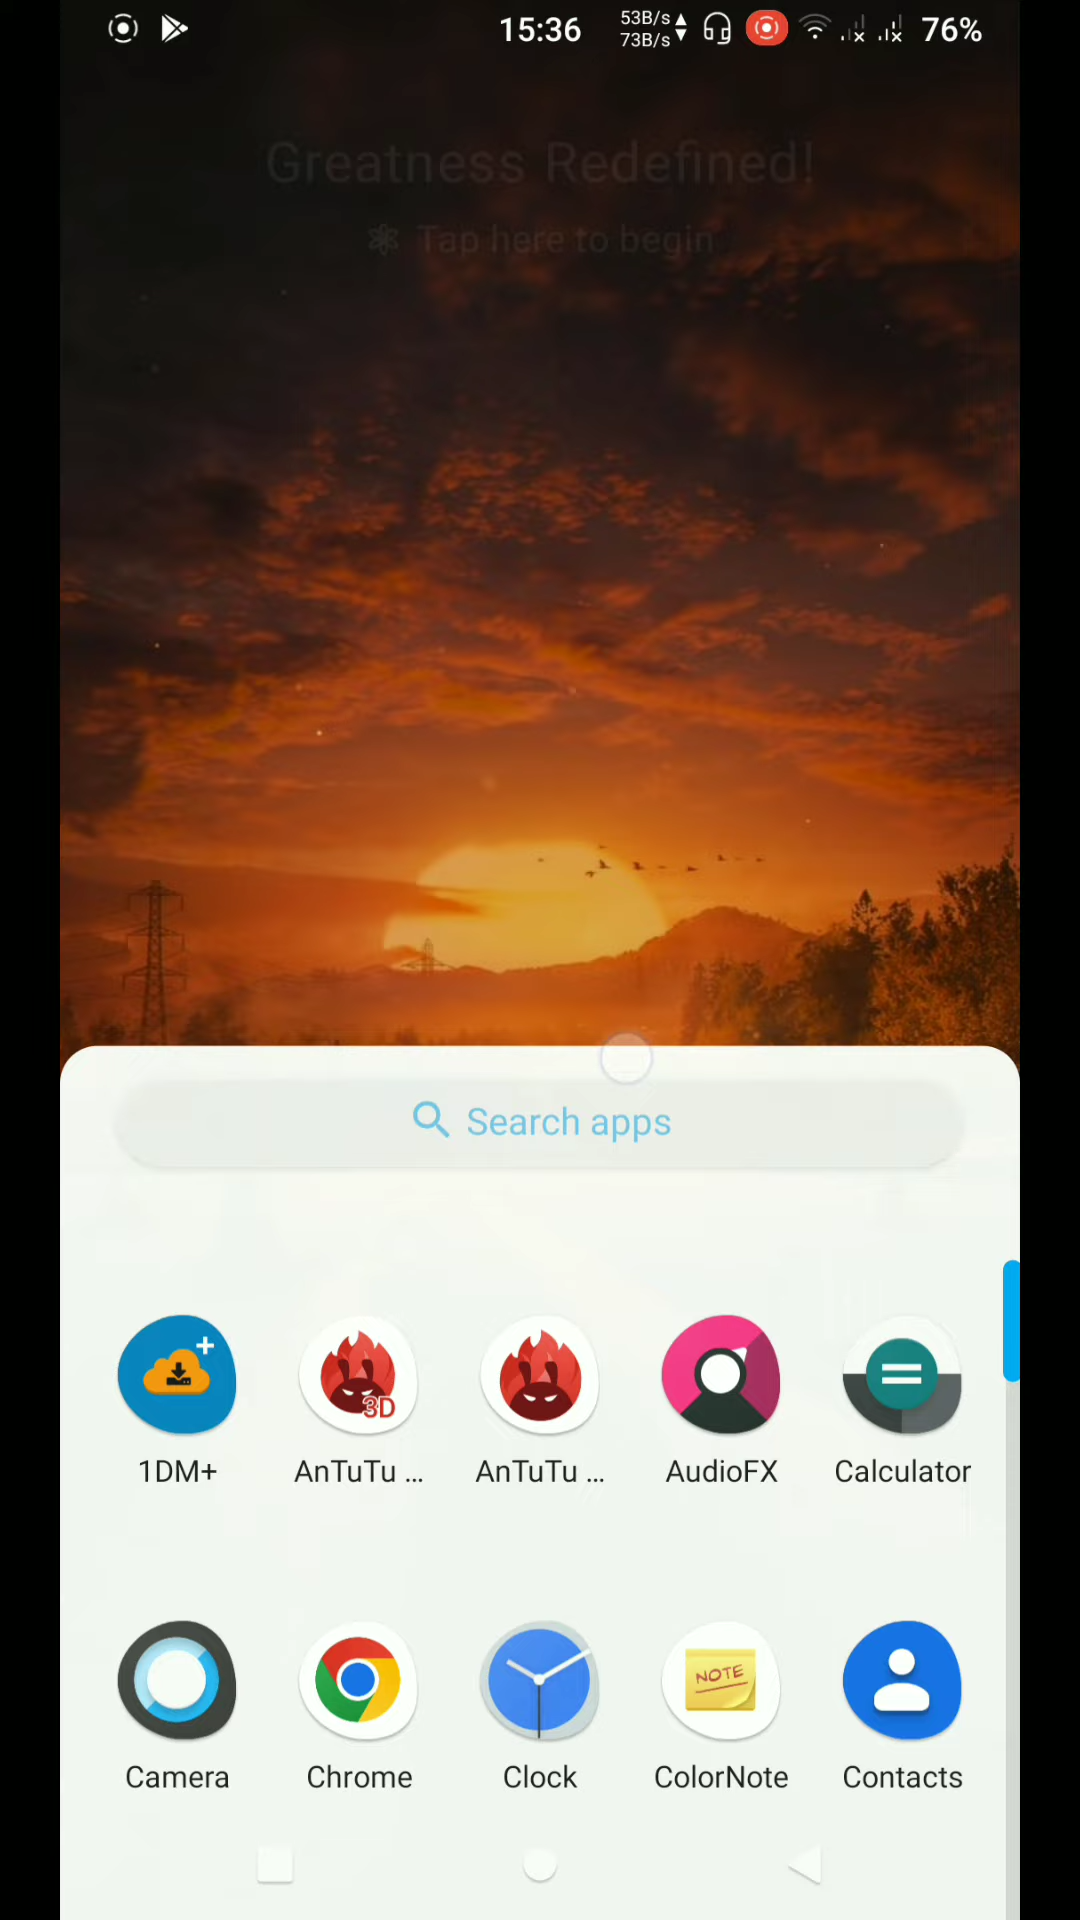 15:36 53B/s 73B/s 76%
Greatness Redefined!
Tap here to begin
Search apps
3D
1DM+ AnTuTu ... AnTuTu ... AudioFX Calculator
NOTE
Camera Chrome Clock ColorNote Contacts